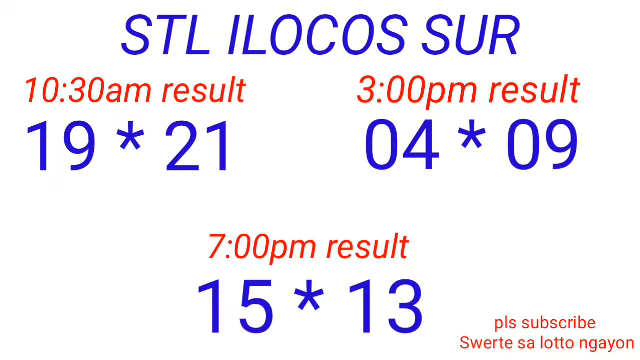 STL ILOCOS SUR
10:30am result
19 * 21
3:00pm result
04 * 09
7:00pm result
15 * 13
pls subscribe
Swerte sa lotto ngayon